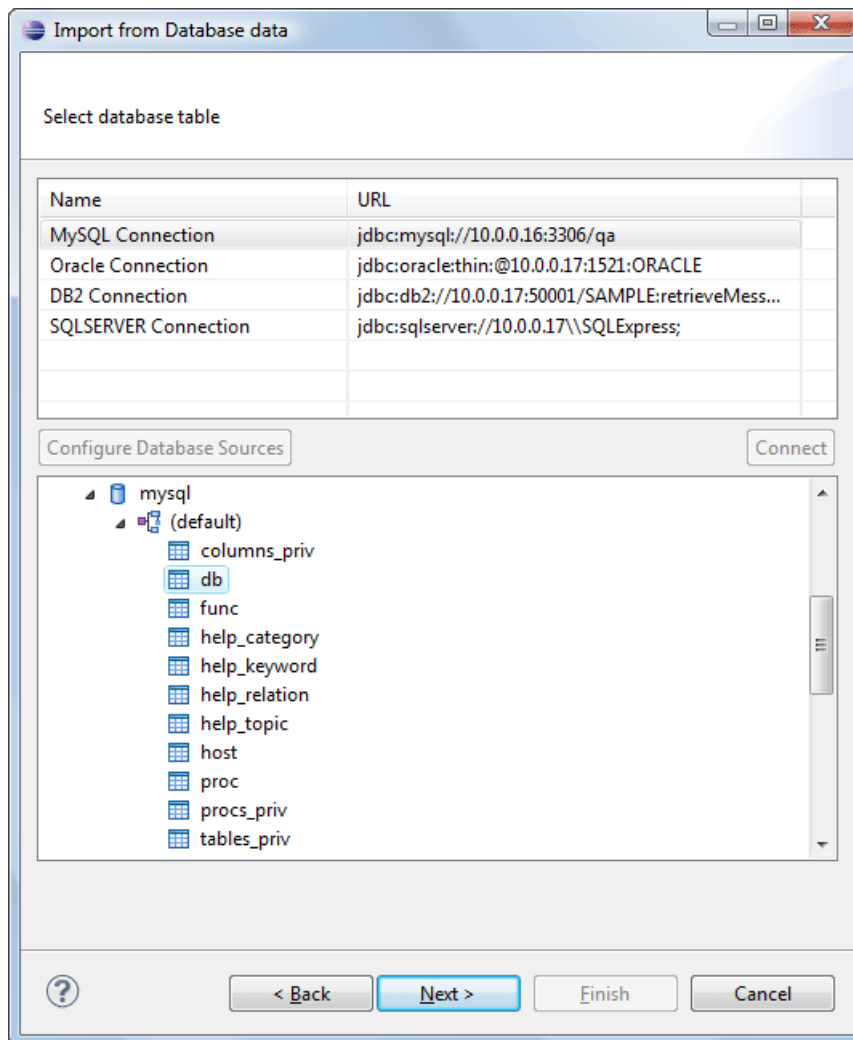 Import from Database data
Select database table
Name URL
MySQL Connection jdbc:mysql://10.0.0.16:3306/qa
Oracle Connection jdbc:oracle:thin:@10.0.0.17:1521:ORACLE
DB2 Connection jdbc:db2://10.0.0.17:50001/SAMPLE:retrieveMess...
SQLSERVER Connection jdbc:sqlserver://10.0.0.17\\SQLExpress;
Configure Database Sources Connect
mysql
(default)
columns_priv
db
func
help_category
help_keyword
help_relation
help_topic
host
proc
procs_priv
tables_priv
? < Back Next > Finish Cancel